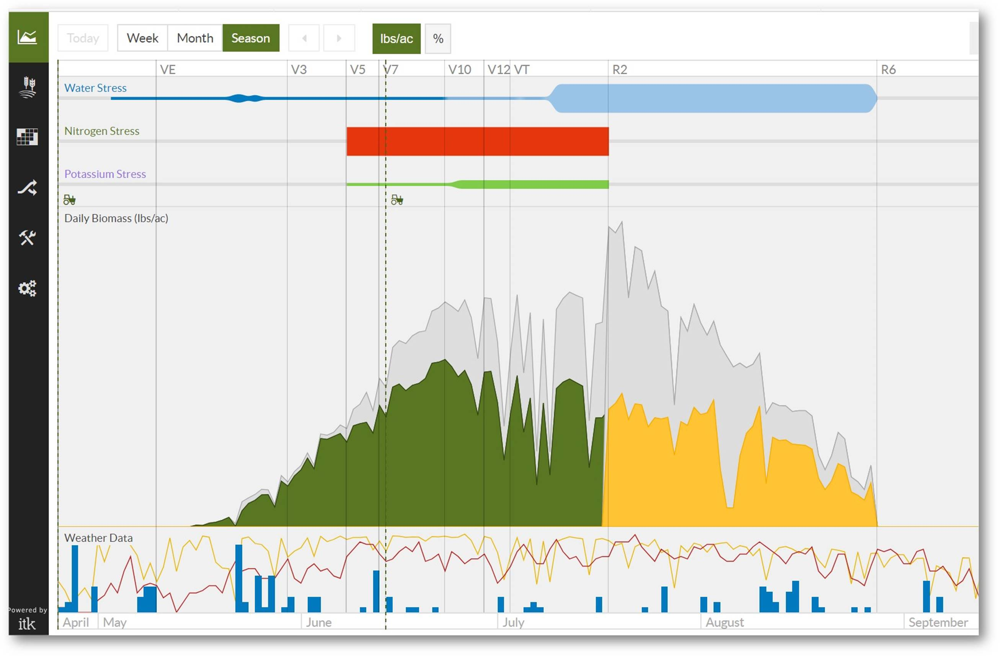 Today Week Month Season lbs/ac %
VE V3 V5 V7 V10 V12 VT R2 R6
Water Stress
Nitrogen Stress
Potassium Stress
Daily Biomass (lbs/ac)
Weather Data
Powered by
itk
April May June July August September